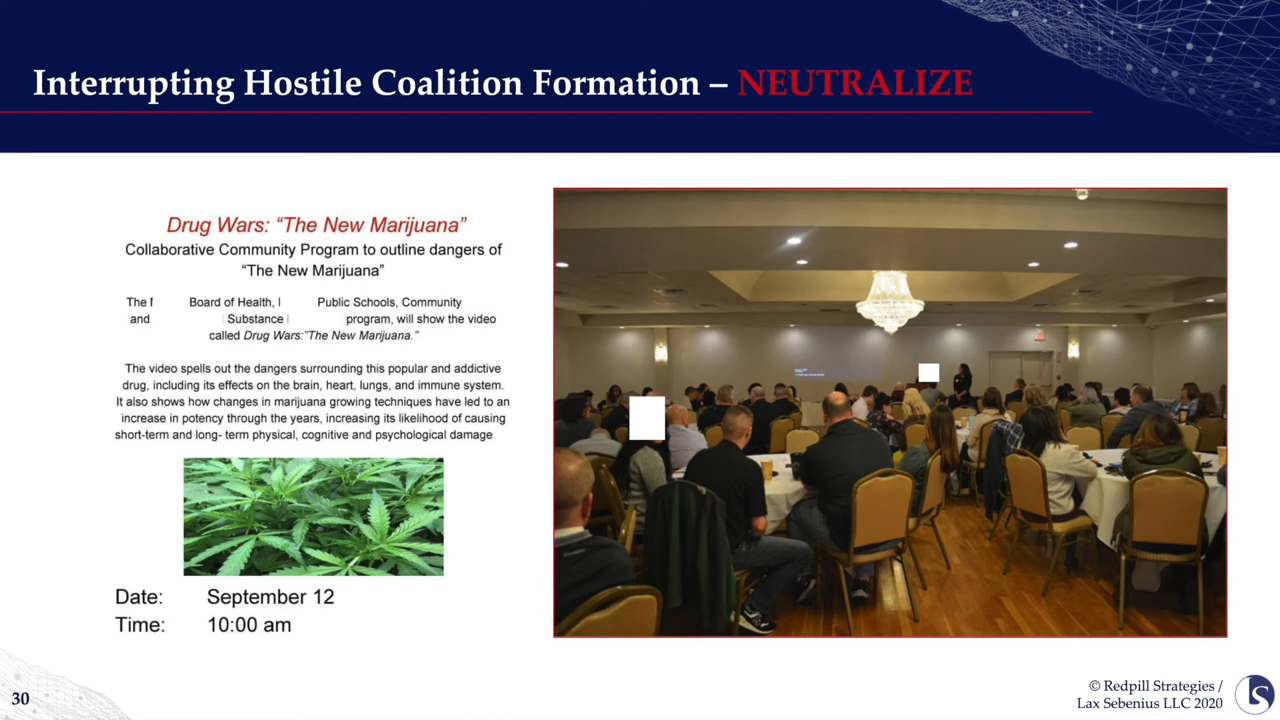 Interrupting Hostile Coalition Formation – NEUTRALIZE
Drug Wars: “The New Marijuana”
Collaborative Community Program to outline dangers of
“The New Marijuana”
The Board of Health, Public Schools, Community
and Substance program, will show the video
called Drug Wars:”The New Marijuana.”
The video spells out the dangers surrounding this popular and addictive
drug, including its effects on the brain, heart, lungs, and immune system.
It also shows how changes in marijuana growing techniques have led to an
increase in potency through the years, increasing its likelihood of causing
short-term and long- term physical, cognitive and psychological damage
Date: September 12
Time: 10:00 am
30
© Redpill Strategies /
Lax Sebenius LLC 2020